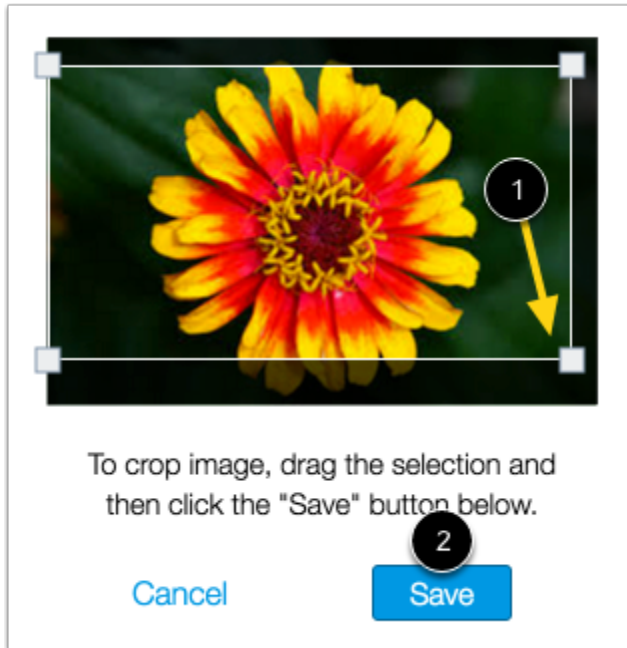 1
To crop image, drag the selection and
then click the "Save" button below.
2
Cancel
Save